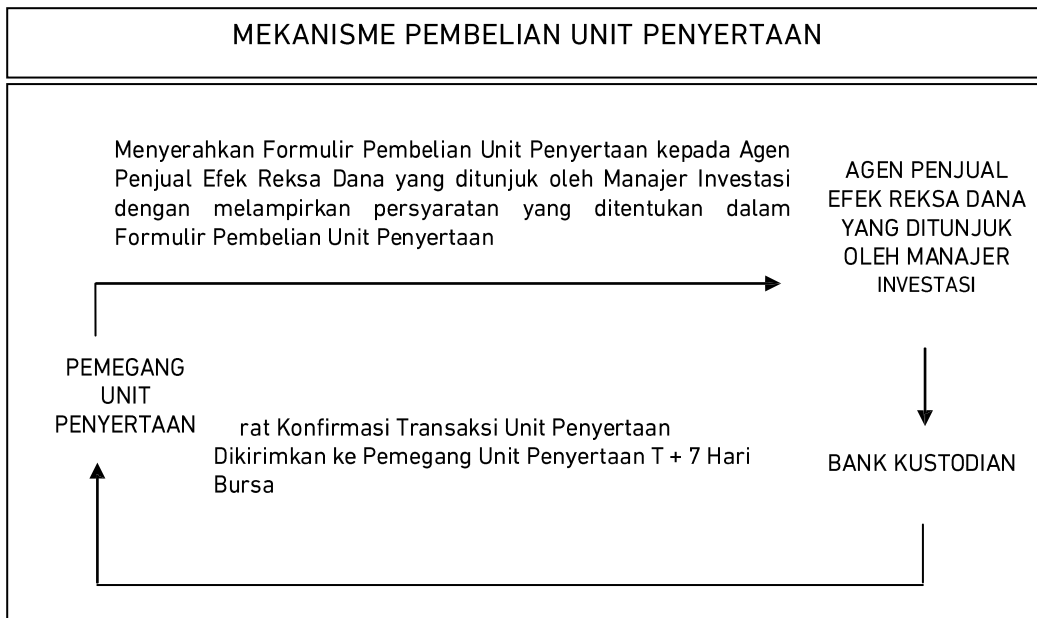 MEKANISME PEMBELIAN UNIT PENYERTAAN
Menyerahkan Formulir Pembelian Unit Penyertaan kepada Agen
Penjual Efek Reksa Dana yang ditunjuk oleh Manajer Investasi
dengan melampirkan persyaratan yang ditentukan dalam
Formulir Pembelian Unit Penyertaan
AGEN PENJUAL
EFEK REKSA DANA
YANG DITUNJUK
OLEH MANAJER
INVESTASI
PEMEGANG
UNIT
PENYERTAAN
rat Konfirmasi Transaksi Unit Penyertaan
Dikirimkan ke Pemegang Unit Penyertaan T + 7 Hari
Bursa
BANK KUSTODIAN